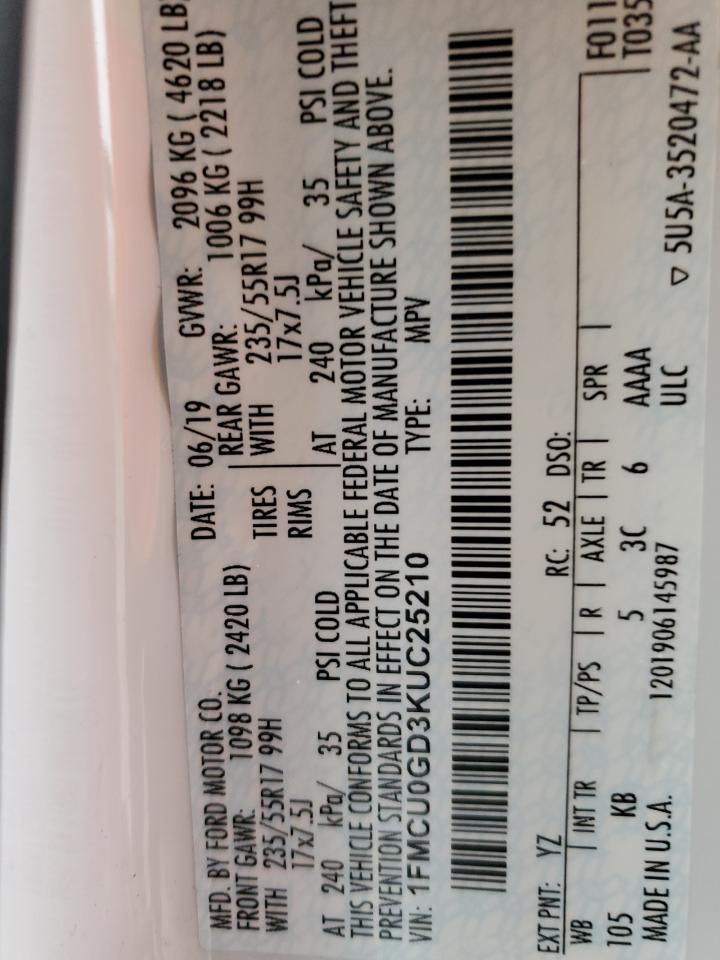 MFD. BY FORD MOTOR CO. DATE: 06/19 GVWR: 2096 KG ( 4620 LB)
FRONT GAWR: 1098 KG ( 2420 LB) REAR GAWR: 1006 KG ( 2218 LB)
WITH 235/55R17 99H TIRES WITH 235/55R17 99H
17x7.5J RIMS 17x7.5J
AT 240 kPa/ 35 PSI COLD AT 240 kPa/ 35 PSI COLD
THIS VEHICLE CONFORMS TO ALL APPLICABLE FEDERAL MOTOR VEHICLE SAFETY AND THEFT
PREVENTION STANDARDS IN EFFECT ON THE DATE OF MANUFACTURE SHOWN ABOVE.
VIN: 1FMCU0GD3KUC25210 TYPE: MPV
EXT PNT: YZ RC: 52 DSO:
WB INT TR TP/PS R AXLE TR SPR F011
105 KB 5 3C 6 AAAA T035
MADE IN U.S.A. 1201906145987 ULC
▽ 5U5A-3520472-AA